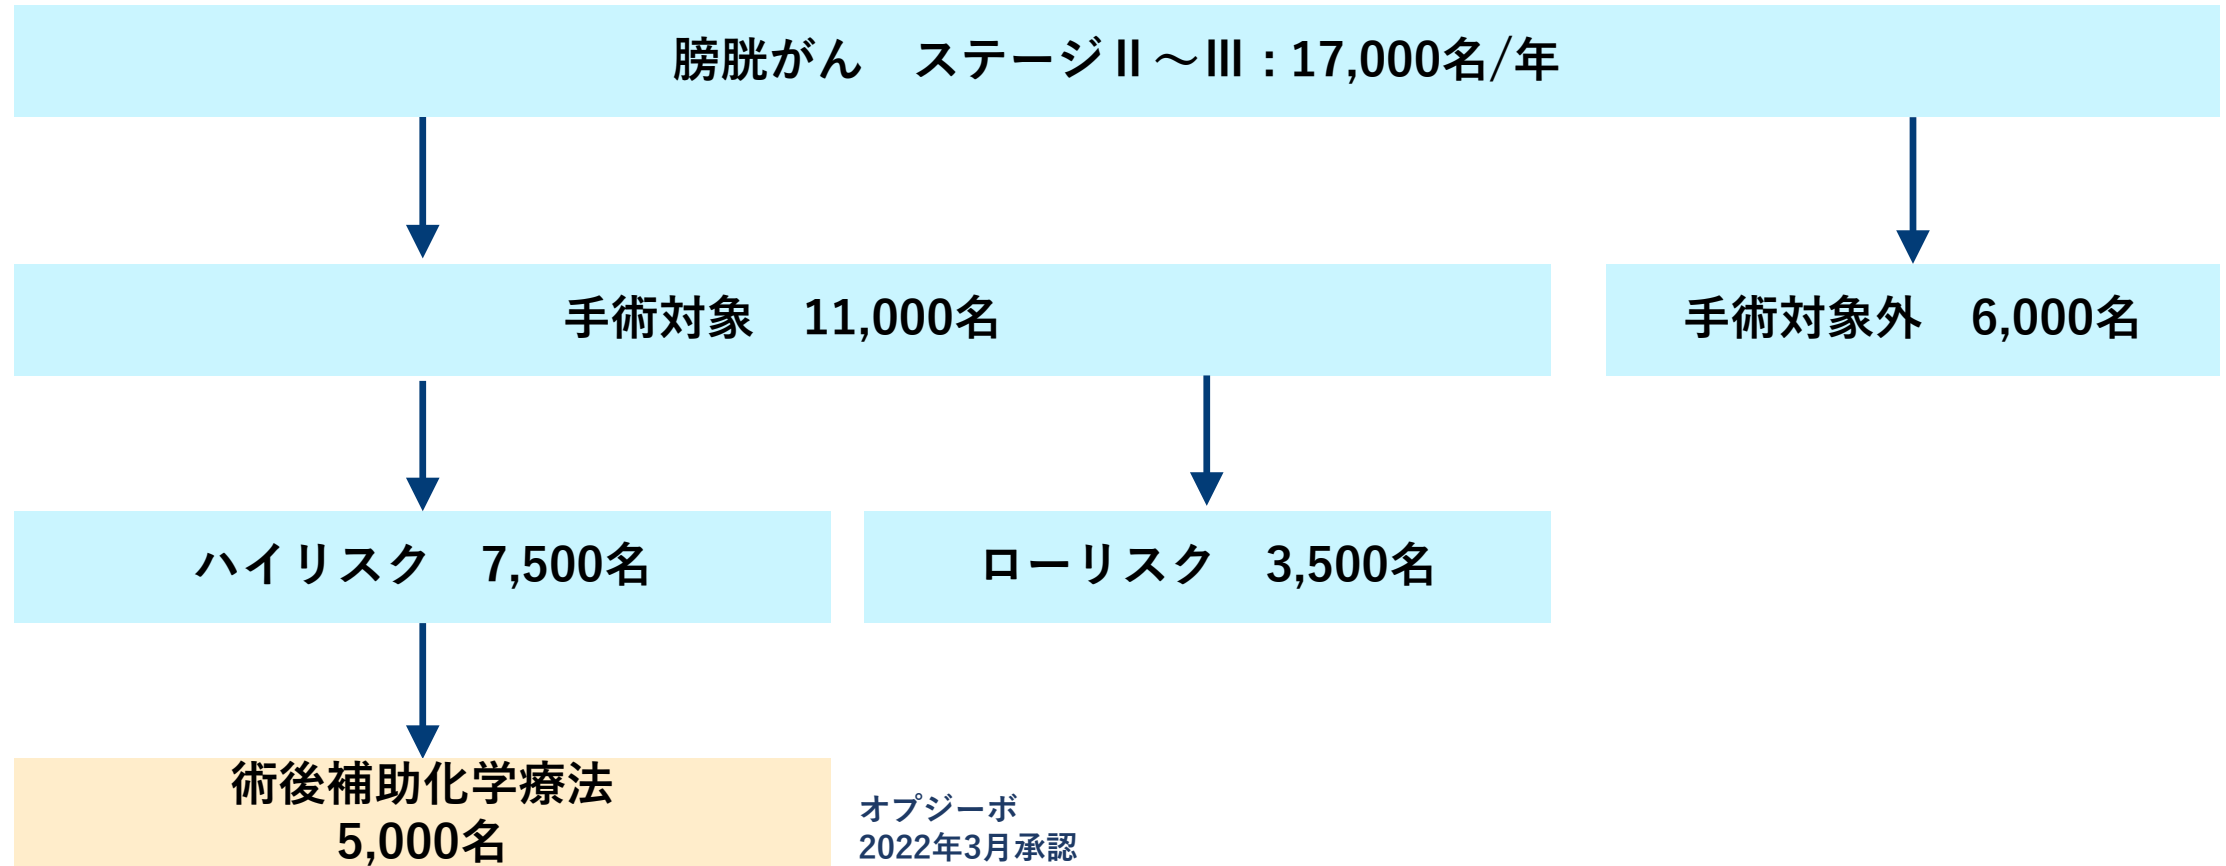 膀胱がん　ステージⅡ～Ⅲ：17,000名/年
手術対象　11,000名
手術対象外　6,000名
ハイリスク　7,500名
ローリスク　3,500名
術後補助化学療法
5,000名
オプジーボ
2022年3月承認